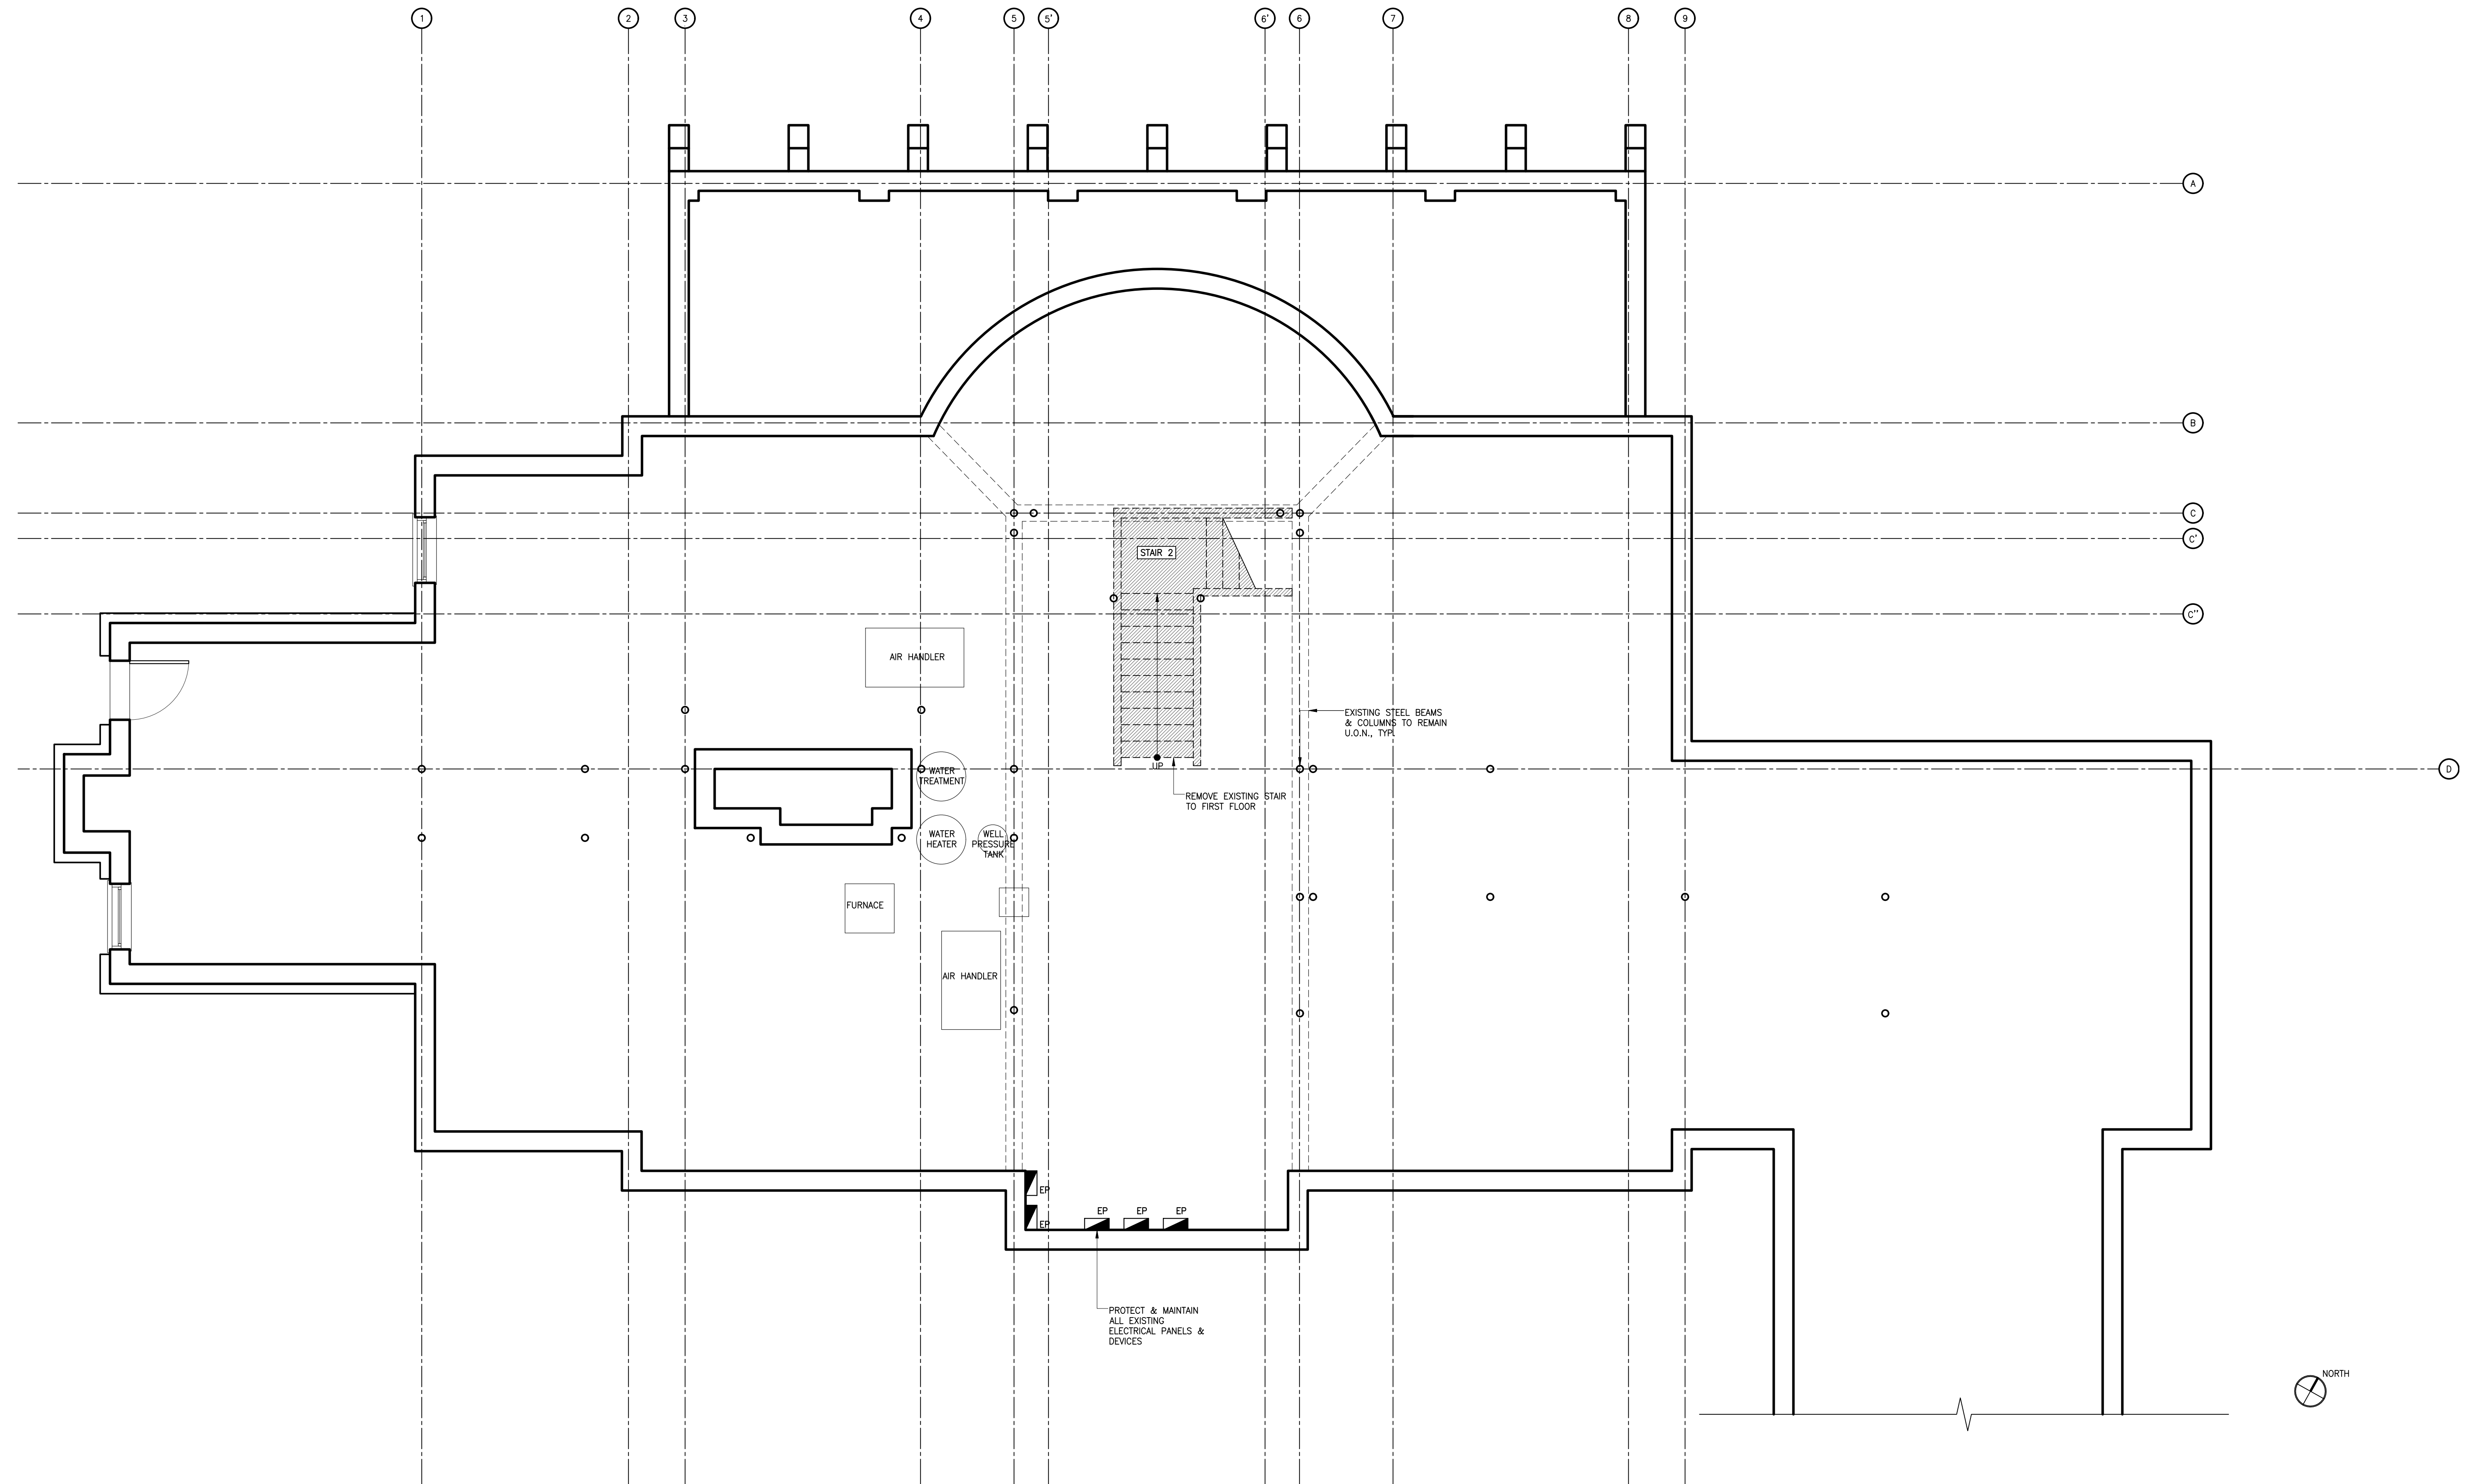 1 2 3 4 5 5' 6' 6 7 8 9
A
B
C
STAIR 2
C'
C"
AIR HANDLER
EXISTING STEEL BEAMS
& COLUMNS TO REMAIN
U.O.N., TYP.
UP
D
WATER
TREATMENT
REMOVE EXISTING STAIR
TO FIRST FLOOR
WATER
HEATER
WELL
PRESSURE
TANK
FURNACE
AIR HANDLER
EP
EP
EP EP EP
PROTECT & MAINTAIN
ALL EXISTING
ELECTRICAL PANELS &
DEVICES
NORTH